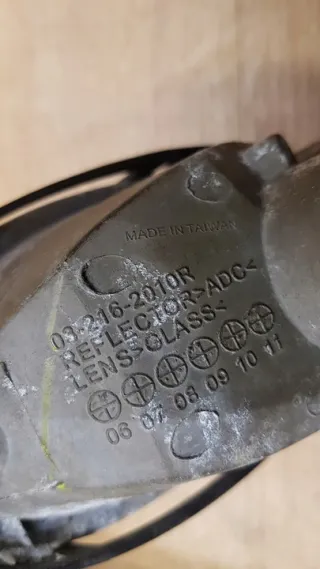 MADE IN TAIWAN
03-216-2010R
REFLECTOR>ADC<
LENS>GLASS<
06 07 08 09 10 11